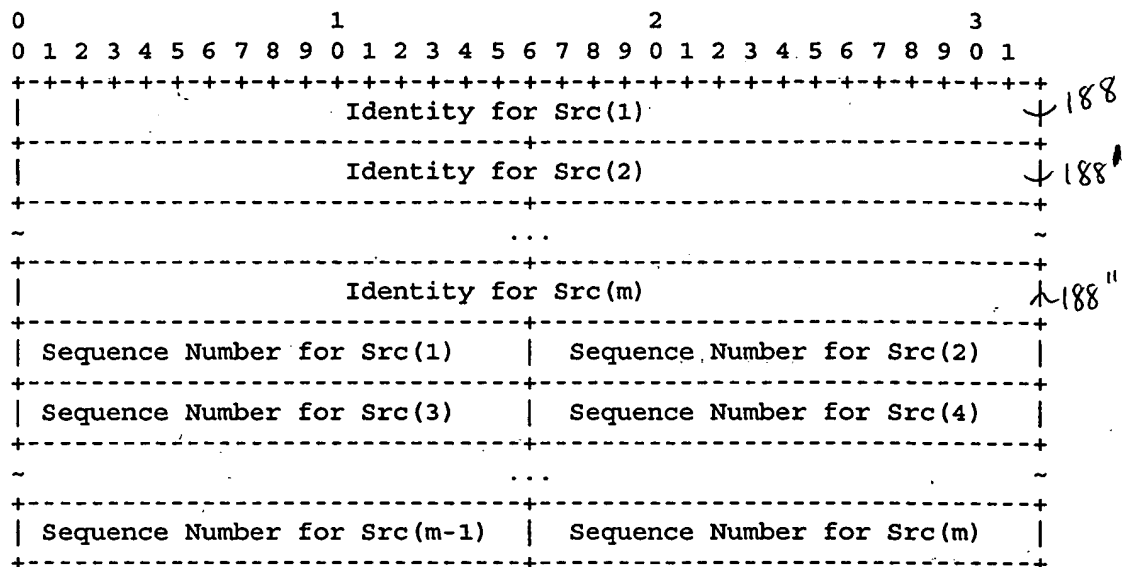 0                   1                   2                   3
0 1 2 3 4 5 6 7 8 9 0 1 2 3 4 5 6 7 8 9 0 1 2 3 4 5 6 7 8 9 0 1
+-+-+-+-+-+-+-+-+-+-+-+-+-+-+-+-+-+-+-+-+-+-+-+-+-+-+-+-+-+-+-+-+
| Identity for Src(1) | 188
+-------------------------------+-------------------------------+
| Identity for Src(2) | 188'
+-------------------------------+-------------------------------+
~ ... ~
+-------------------------------+-------------------------------+
| Identity for Src(m) | 188"
+-------------------------------+-------------------------------+
| Sequence Number for Src(1) | Sequence Number for Src(2) |
+-------------------------------+-------------------------------+
| Sequence Number for Src(3) | Sequence Number for Src(4) |
+-------------------------------+-------------------------------+
~ ... ~
+-------------------------------+-------------------------------+
| Sequence Number for Src(m-1) | Sequence Number for Src(m) |
+-------------------------------+-------------------------------+